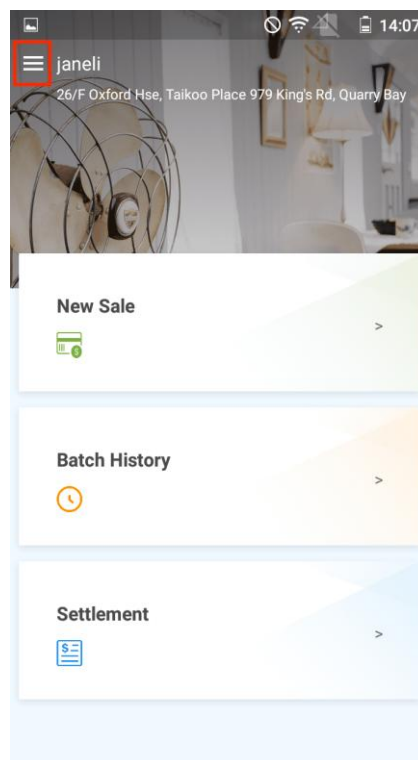 14:07
janeli
26/F Oxford Hse, Taikoo Place 979 King's Rd, Quarry Bay
New Sale
>
Batch History
>
Settlement
>